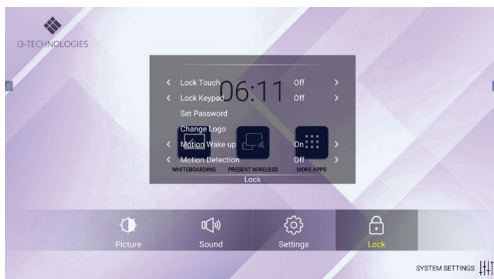 i3-TECHNOLOGIES
Lock Touch Off
06:11
Lock Keypad Off
Set Password
Change Logo
Motion Wake up On
Motion Detection Off
WHITEBOARDING PRESENT WIRELESS MORE APPS
Lock
Picture Sound Settings Lock
SYSTEM SETTINGS